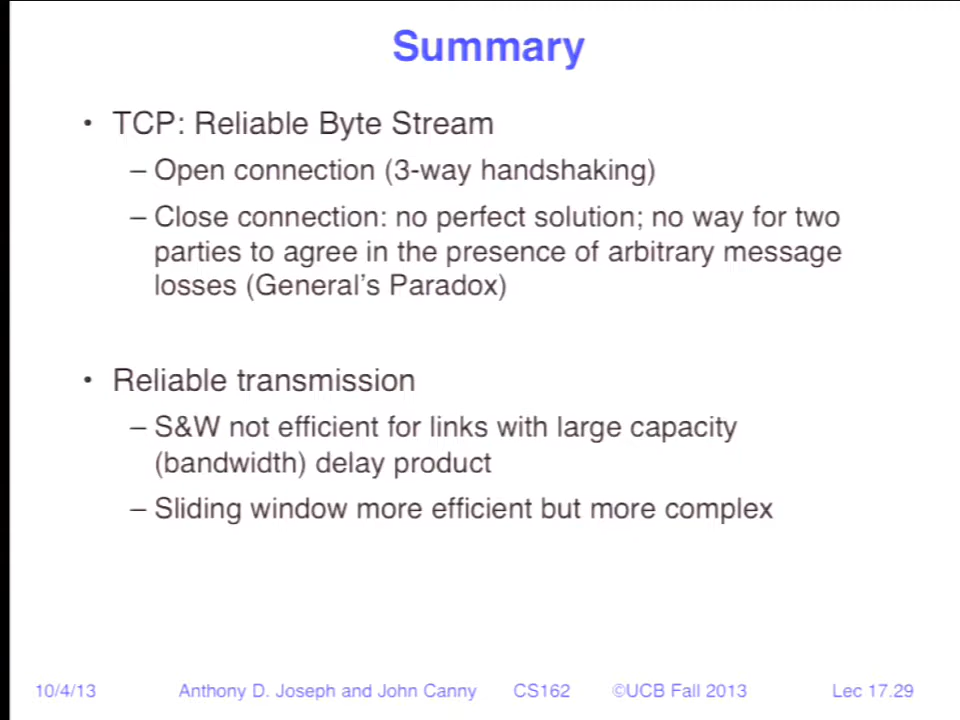 Summary
• TCP: Reliable Byte Stream
– Open connection (3-way handshaking)
– Close connection: no perfect solution; no way for two
parties to agree in the presence of arbitrary message
losses (General's Paradox)
• Reliable transmission
– S&W not efficient for links with large capacity
(bandwidth) delay product
– Sliding window more efficient but more complex
10/4/13 Anthony D. Joseph and John Canny CS162 ©UCB Fall 2013 Lec 17.29